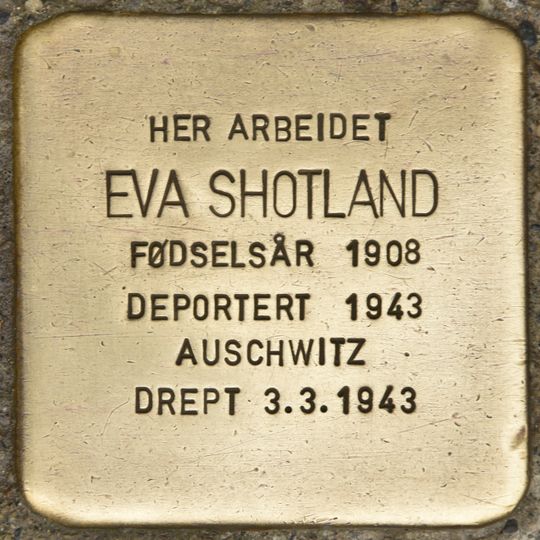 HER ARBEIDET
EVA SHOTLAND
FØDSELSÅR 1908
DEPORTERT 1943
AUSCHWITZ
DREPT 3.3.1943